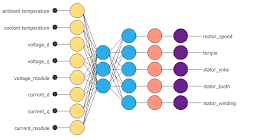 ambient temperature
coolant temperature
voltage_d
voltage_q
voltage_module
current_d
current_q
current_module
motor_speed
torque
stator_yoke
stator_tooth
stator_winding